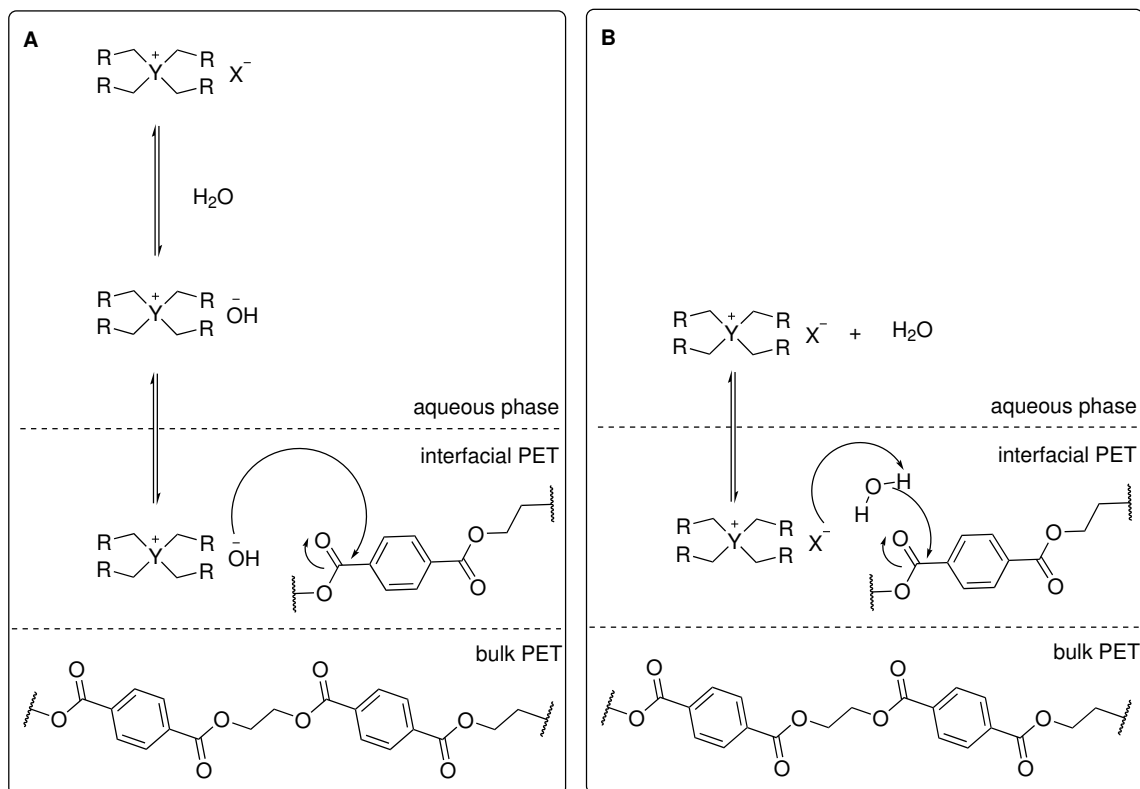 A
R R
Y
+
R R
X−
H2O
R R
Y
+
R R
−
OH
aqueous phase
interfacial PET
R R
Y
+
R R
−
OH
O
O
O
O
bulk PET
O
O
O
O
O
O
O
O
B
R R
Y
+
R R
X− + H2O
aqueous phase
interfacial PET
H
O
H
R R
Y
+
R R
X−
O
O
O
O
bulk PET
O
O
O
O
O
O
O
O